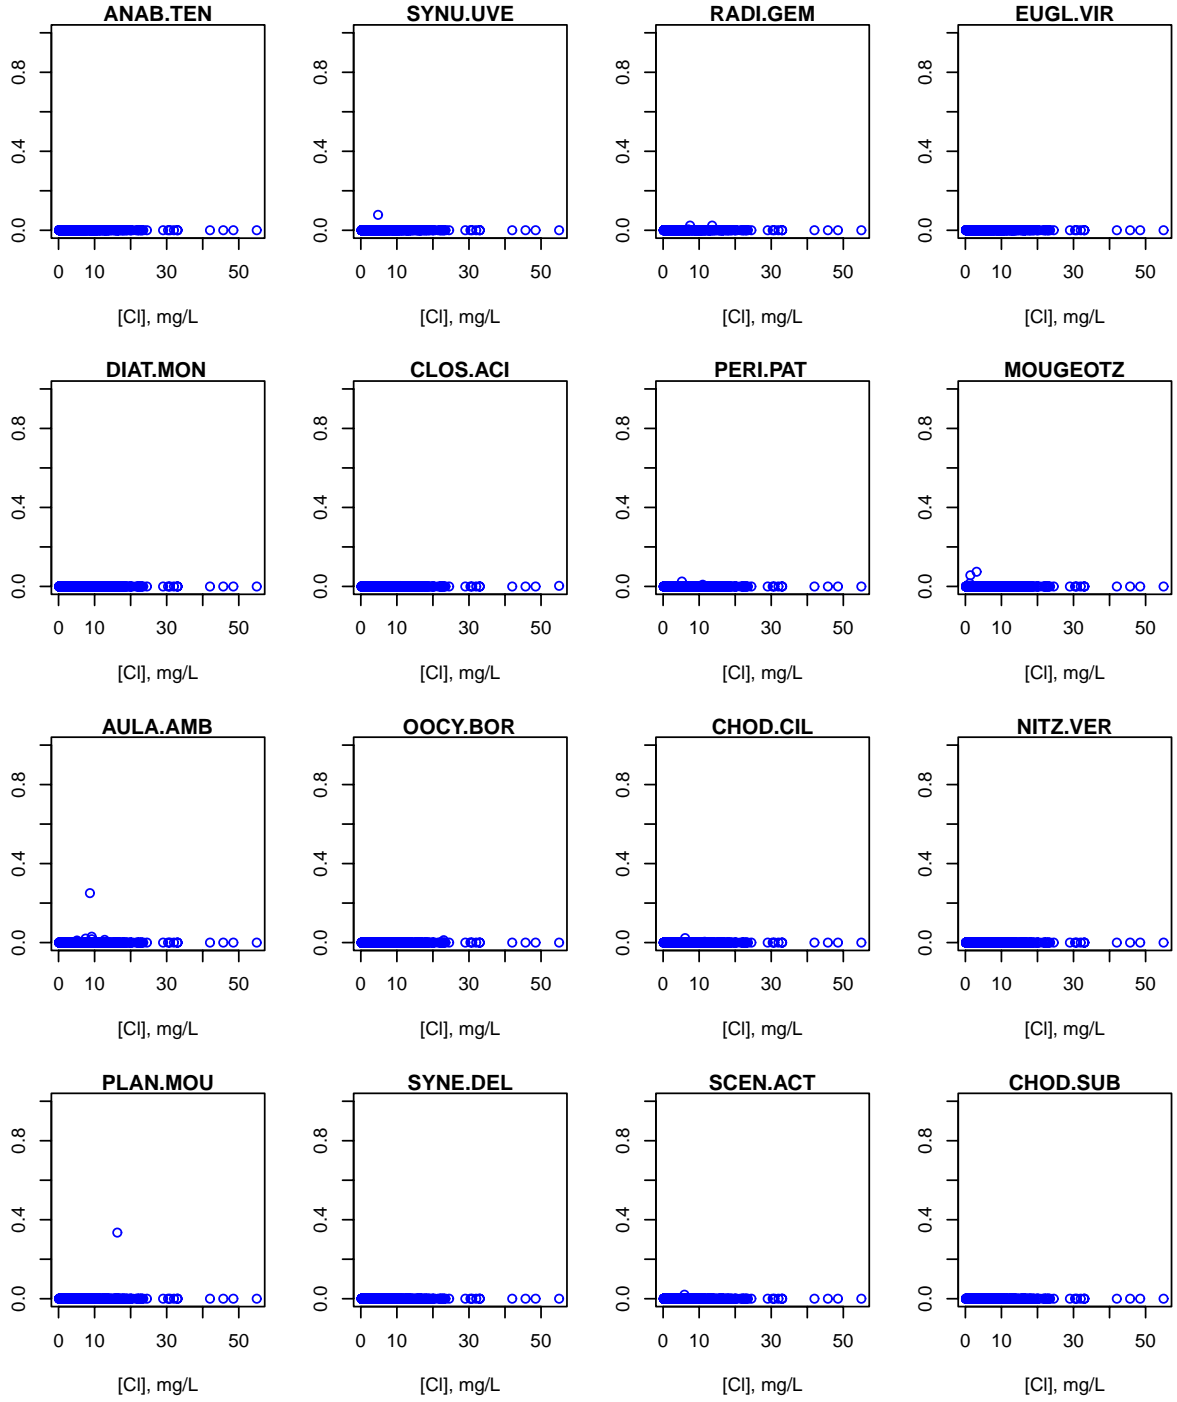 ANAB.TEN SYNU.UVE RADI.GEM EUGL.VIR
0.8 0.8 0.8 0.8
0.4 0.4 0.4 0.4
0.0 0.0 0.0 0.0
0 10 30 50 0 10 30 50 0 10 30 50 0 10 30 50
[Cl], mg/L [Cl], mg/L [Cl], mg/L [Cl], mg/L
DIAT.MON CLOS.ACI PERI.PAT MOUGEOTZ
0.8 0.8 0.8 0.8
0.4 0.4 0.4 0.4
0.0 0.0 0.0 0.0
0 10 30 50 0 10 30 50 0 10 30 50 0 10 30 50
[Cl], mg/L [Cl], mg/L [Cl], mg/L [Cl], mg/L
AULA.AMB OOCY.BOR CHOD.CIL NITZ.VER
0.8 0.8 0.8 0.8
0.4 0.4 0.4 0.4
0.0 0.0 0.0 0.0
0 10 30 50 0 10 30 50 0 10 30 50 0 10 30 50
[Cl], mg/L [Cl], mg/L [Cl], mg/L [Cl], mg/L
PLAN.MOU SYNE.DEL SCEN.ACT CHOD.SUB
0.8 0.8 0.8 0.8
0.4 0.4 0.4 0.4
0.0 0.0 0.0 0.0
0 10 30 50 0 10 30 50 0 10 30 50 0 10 30 50
[Cl], mg/L [Cl], mg/L [Cl], mg/L [Cl], mg/L